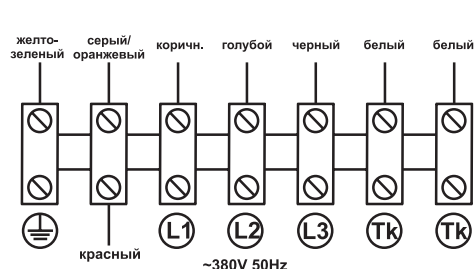 желто-
зеленый
серый/
оранжевый
коричн.
голубой
черный
белый
белый
L1
L2
L3
Tk
Tk
красный
~380V 50Hz